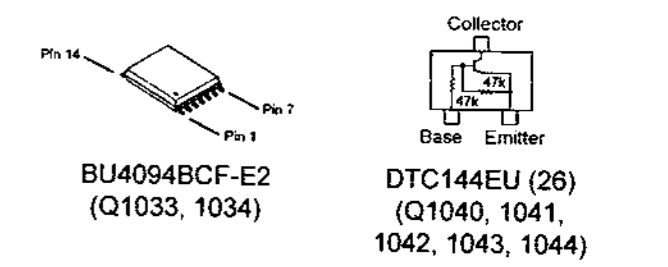 Collector
Pin 14
47k
Pin 7
47k
Pin 1
Base Emitter
BU4094BCF-E2
(Q1033, 1034)
DTC144EU (26)
(Q1040, 1041,
1042, 1043, 1044)